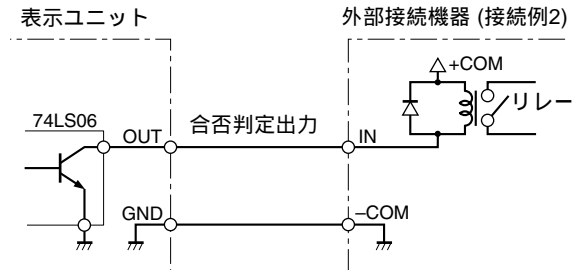 表示ユニット
外部接続機器 (接続例2)
+COM
リレー
74LS06
OUT
合否判定出力
IN
GND
–COM